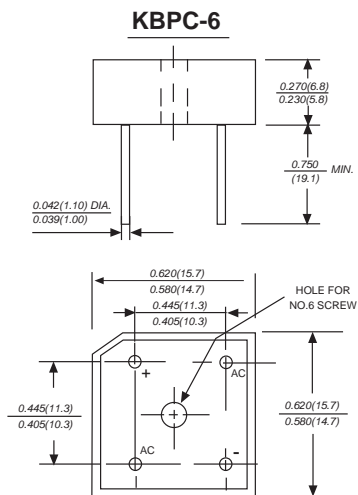 KBPC-6
0.270(6.8)
0.230(5.8)
0.750 MIN.
(19.1)
0.042(1.10) DIA.
0.039(1.00)
0.620(15.7)
0.580(14.7)
0.445(11.3)
0.405(10.3)
HOLE FOR
NO.6 SCREW
+
AC
0.445(11.3)
0.405(10.3)
0.620(15.7)
0.580(14.7)
AC
-